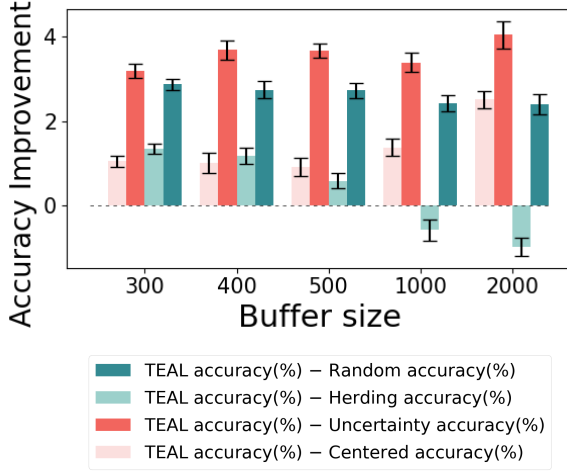 Accuracy Improvement
4
2
0
300 400 500 1000 2000
Buffer size
TEAL accuracy(%) − Random accuracy(%)
TEAL accuracy(%) − Herding accuracy(%)
TEAL accuracy(%) − Uncertainty accuracy(%)
TEAL accuracy(%) − Centered accuracy(%)